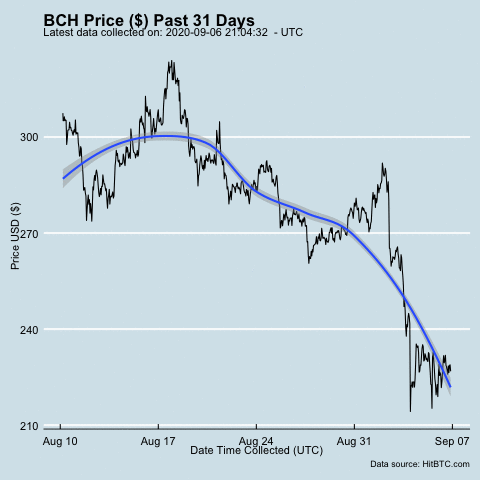 BCH Price ($) Past 31 Days
Latest data collected on: 2020-09-06 21:04:32 - UTC
300
270
240
210
Price USD ($)
Aug 10 Aug 17 Aug 24 Aug 31 Sep 07
Date Time Collected (UTC)
Data source: HitBTC.com